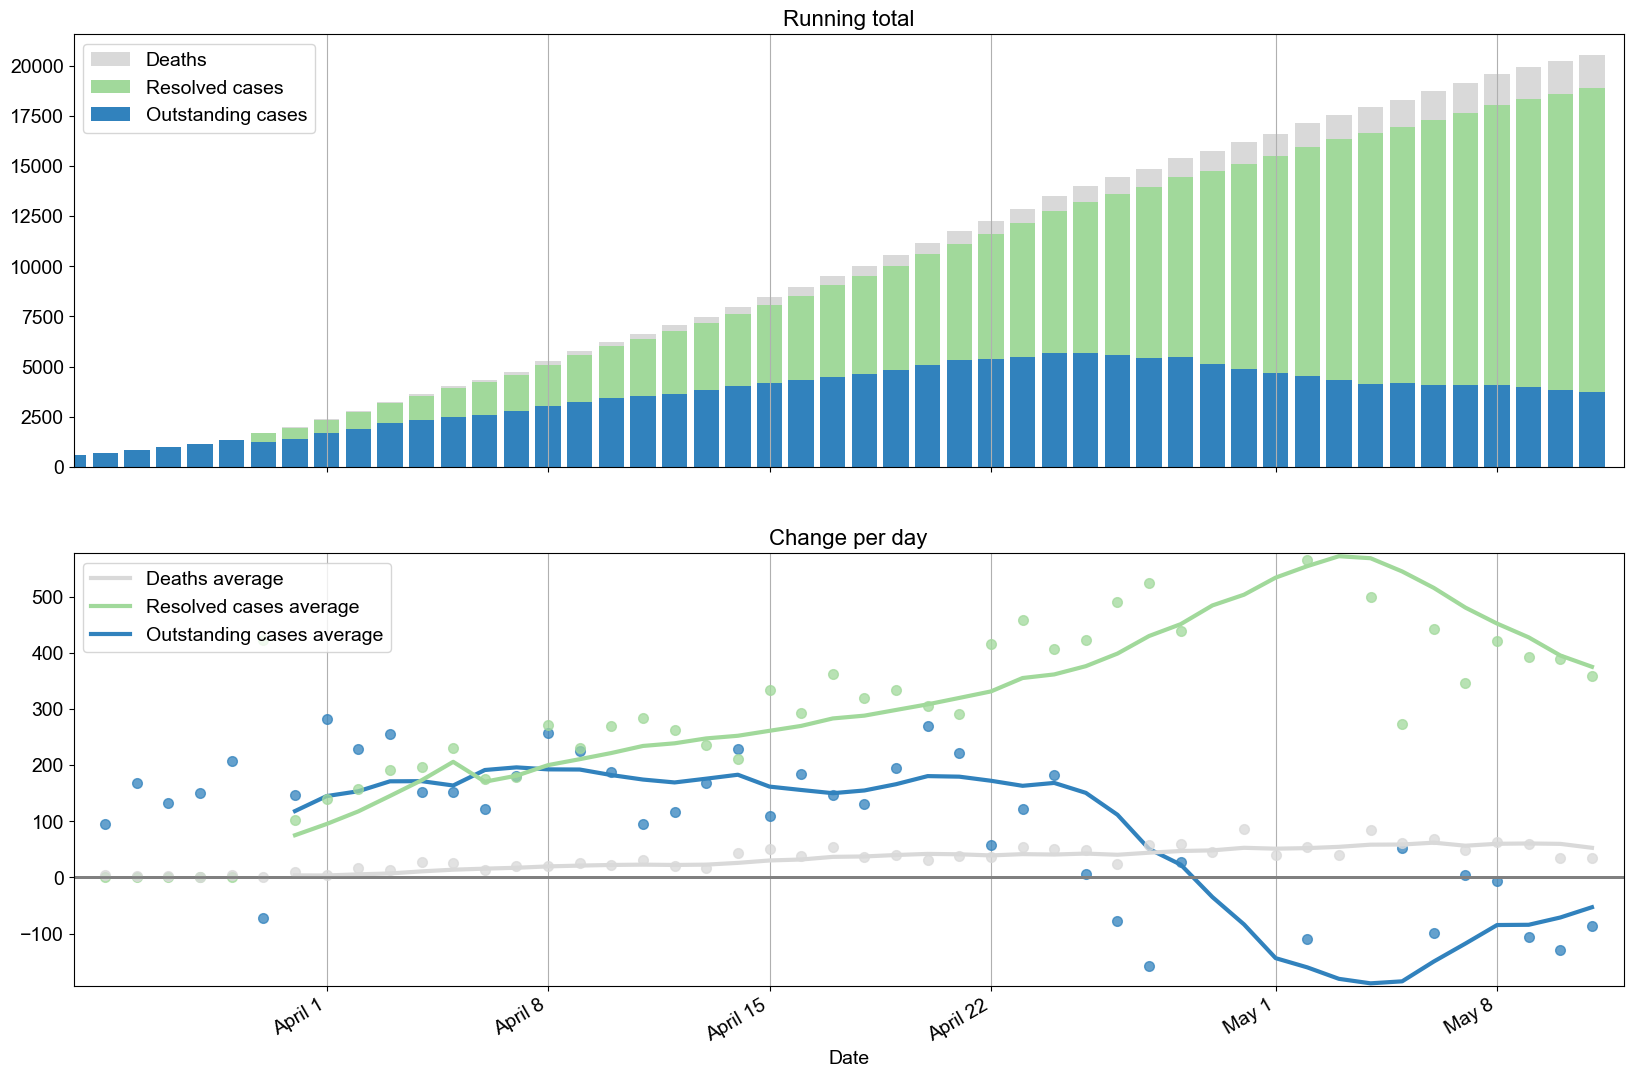 Running total
Deaths
Resolved cases
Outstanding cases
20000
17500
15000
12500
10000
7500
5000
2500
0
Change per day
Deaths average
Resolved cases average
Outstanding cases average
500
400
300
200
100
0
−100
April 1
April 8
April 15
April 22
May 1
May 8
Date